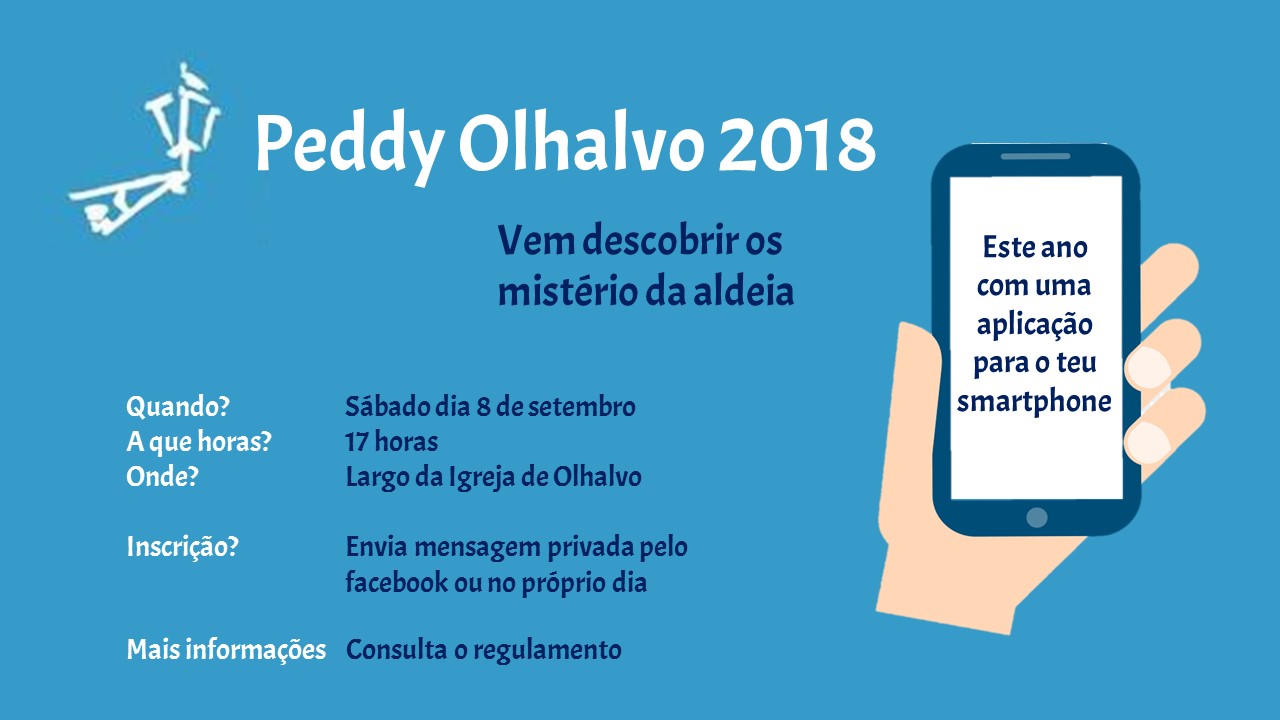 Peddy Olhalvo 2018
Vem descobrir os
mistério da aldeia
Este ano
com uma
aplicação
para o teu
smartphone
Quando? Sábado dia 8 de setembro
A que horas? 17 horas
Onde? Largo da Igreja de Olhalvo
Inscrição? Envia mensagem privada pelo
facebook ou no próprio dia
Mais informações Consulta o regulamento